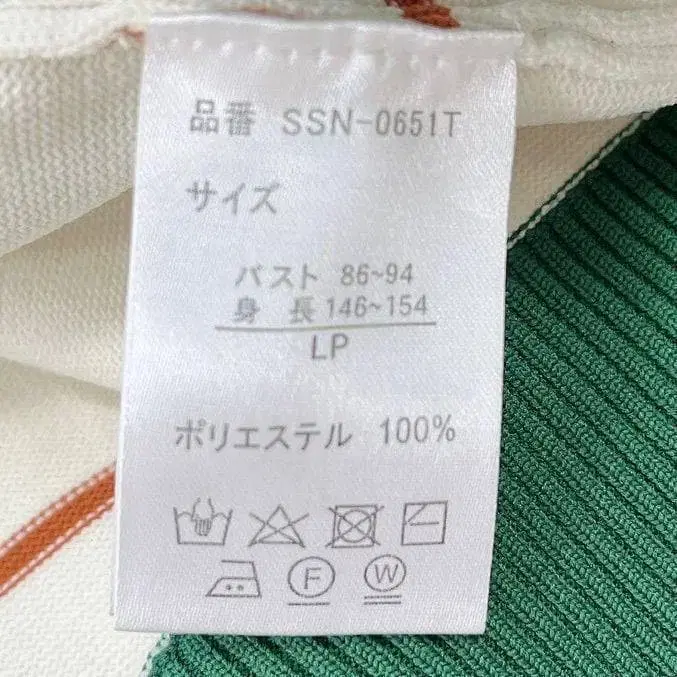 品番 SSN-0651T
サイズ
バスト 86~94
身 長 146~154
LP
ポリエステル 100%
F W